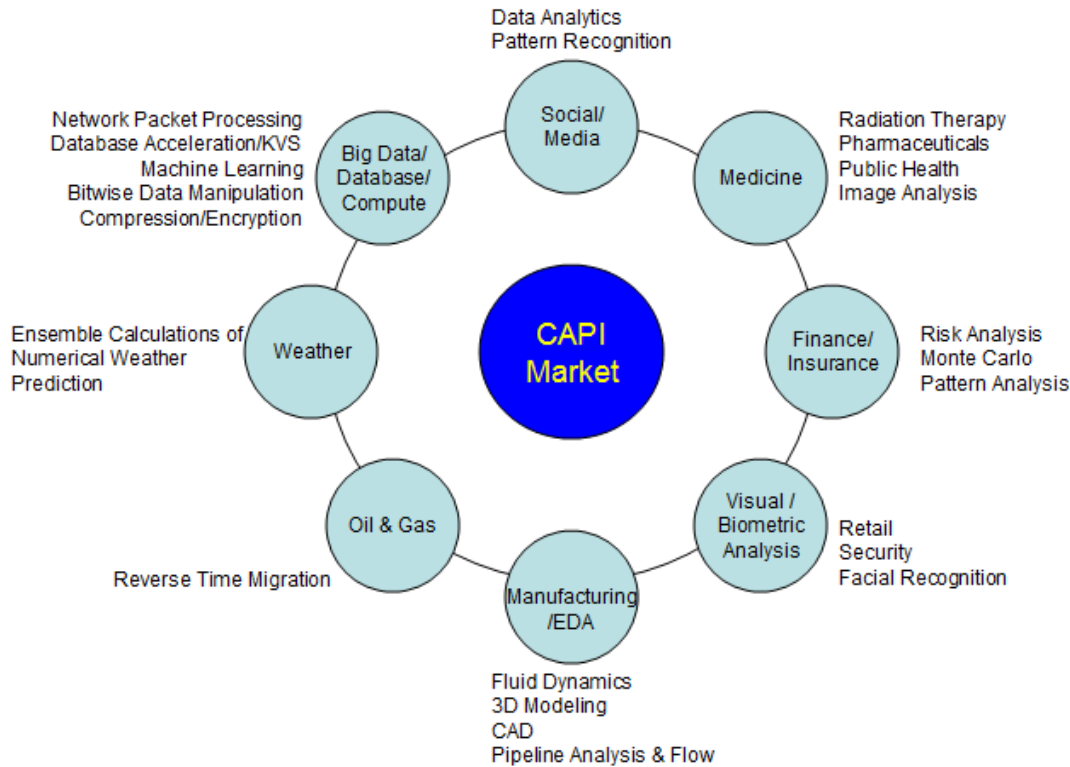 Data Analytics
Pattern Recognition
Social/
Media
Network Packet Processing
Database Acceleration/KVS
Machine Learning
Bitwise Data Manipulation
Compression/Encryption
Big Data/
Database/
Compute
Medicine
Radiation Therapy
Pharmaceuticals
Public Health
Image Analysis
Ensemble Calculations of
Numerical Weather
Prediction
Weather
CAPI
Market
Finance/
Insurance
Risk Analysis
Monte Carlo
Pattern Analysis
Oil & Gas
Reverse Time Migration
Visual /
Biometric
Analysis
Retail
Security
Facial Recognition
Manufacturing
/EDA
Fluid Dynamics
3D Modeling
CAD
Pipeline Analysis & Flow